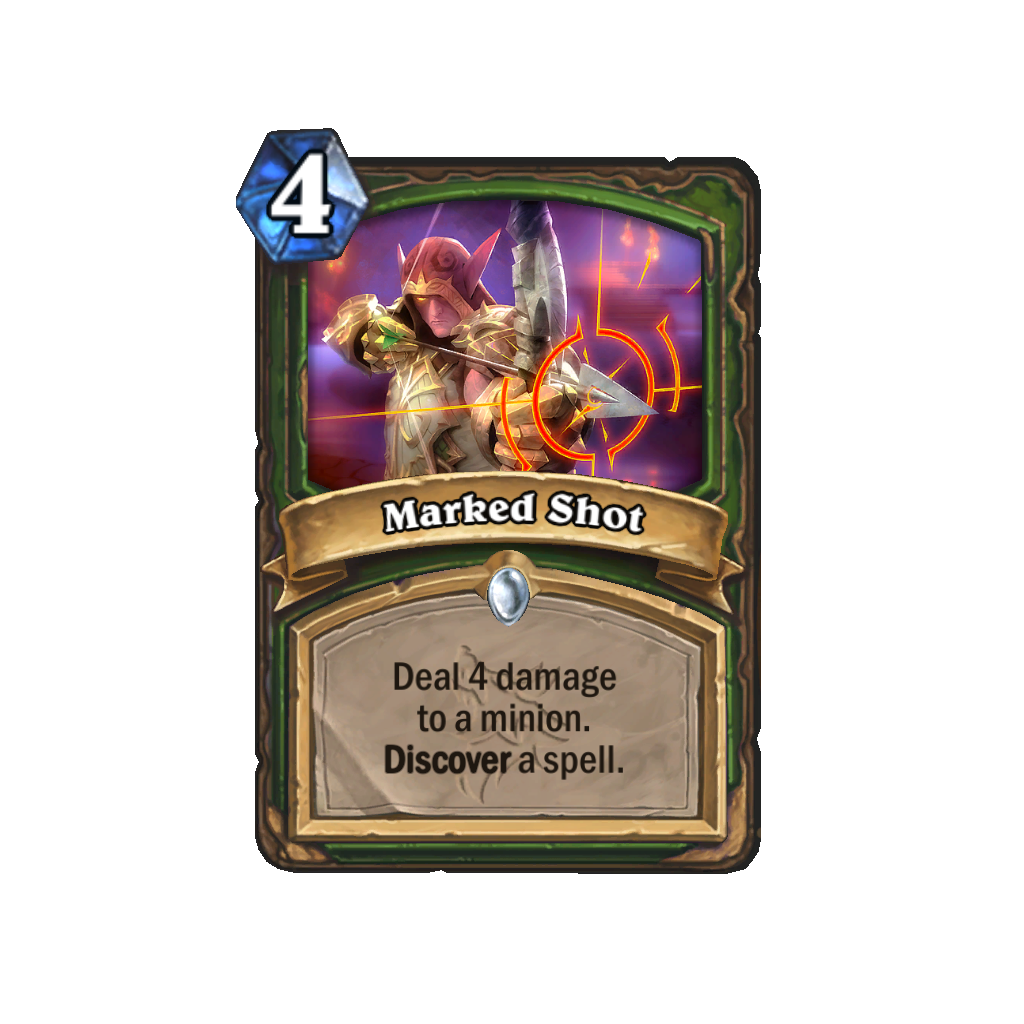 4
Marked Shot
Deal 4 damage
to a minion.
Discover a spell.